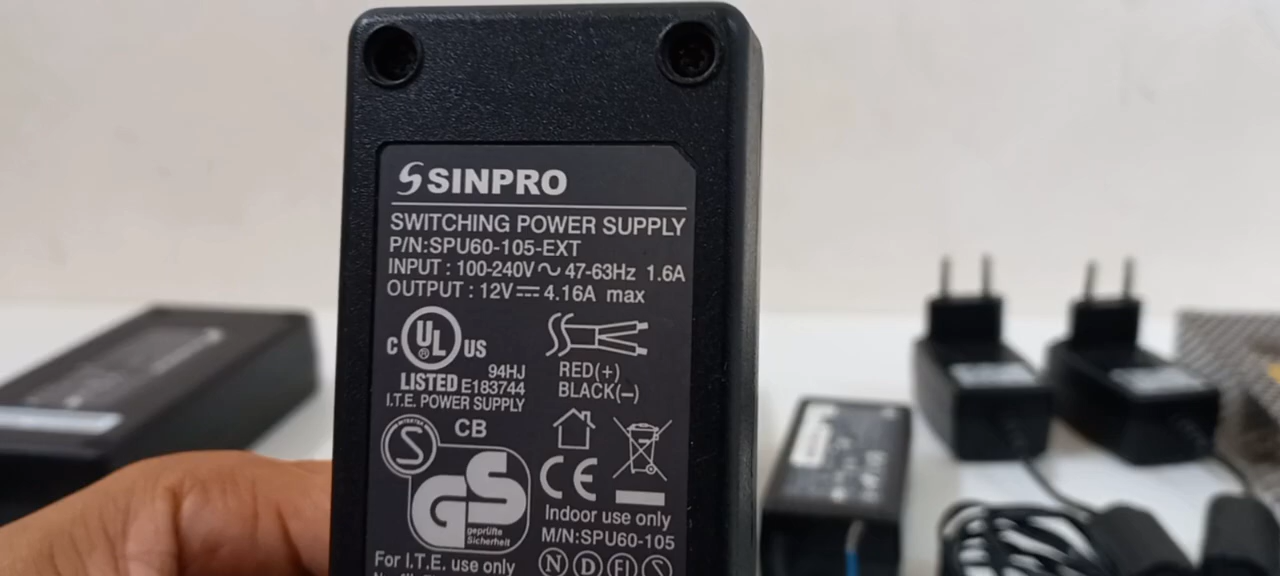 SINPRO
SWITCHING POWER SUPPLY
P/N:SPU60-105-EXT
INPUT : 100-240V～ 47-63Hz 1.6A
OUTPUT : 12V⎓ 4.16A max
C UL ® US
94HJ
LISTED E183744
I.T.E. POWER SUPPLY
RED(+)
BLACK(–)
S
CB
GS
geprüfte
Sicherheit
CE
Indoor use only
M/N:SPU60-105
For I.T.E. use only
N D FI S